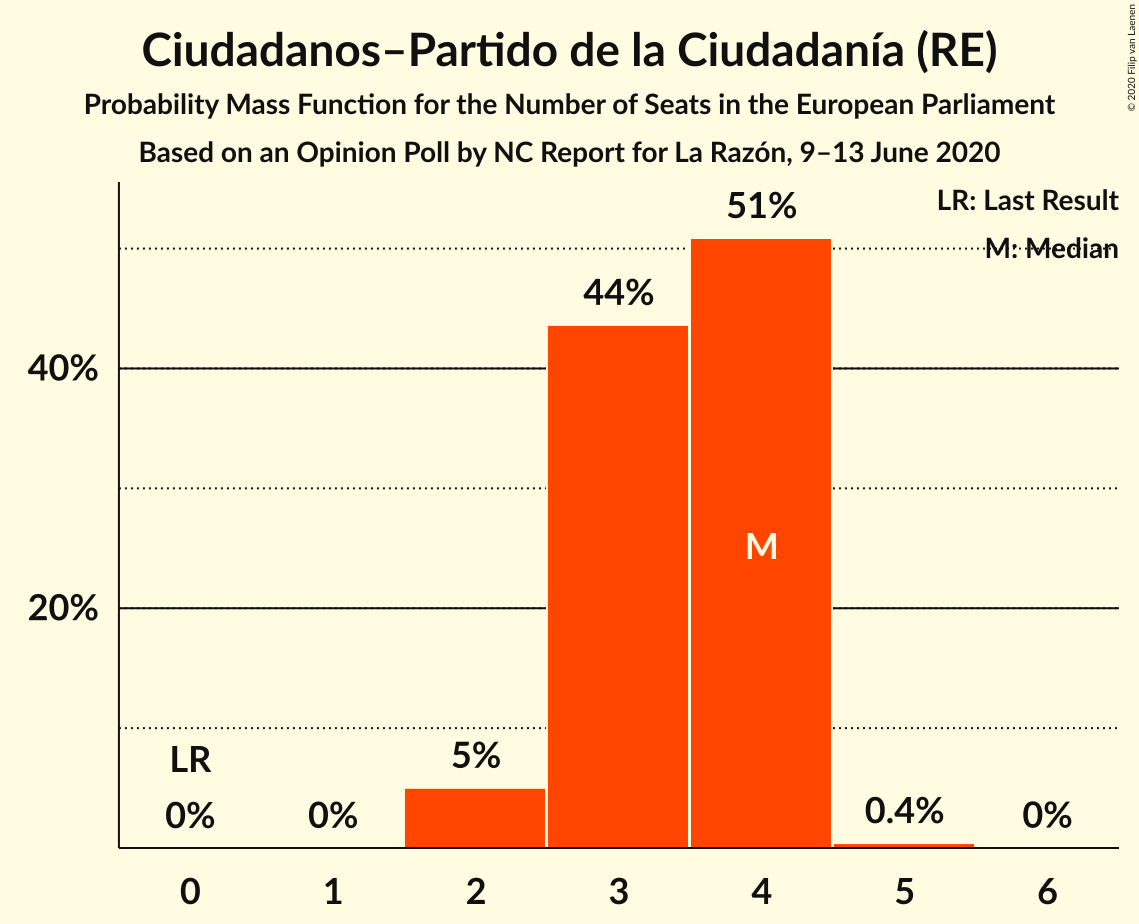 Ciudadanos–Partido de la Ciudadanía (RE)
Probability Mass Function for the Number of Seats in the European Parliament
Based on an Opinion Poll by NC Report for La Razón, 9–13 June 2020
© 2020 Filip van Laenen
LR: Last Result
M: Median
51%
44%
40%
M
20%
LR
5%
0%
0%
0.4%
0%
0
1
2
3
4
5
6